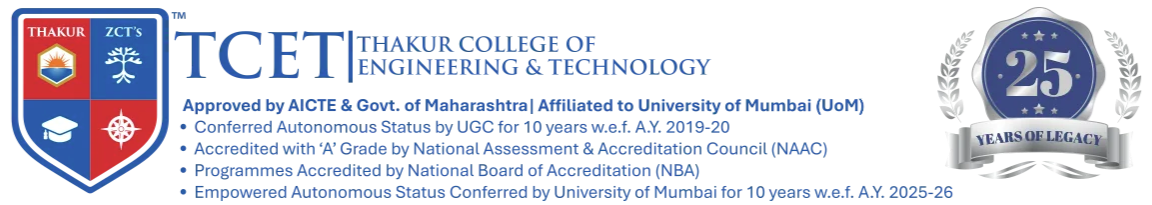 THAKUR ZCT's
TM
TCET THAKUR COLLEGE OF
ENGINEERING & TECHNOLOGY
Approved by AICTE & Govt. of Maharashtra| Affiliated to University of Mumbai (UoM)
• Conferred Autonomous Status by UGC for 10 years w.e.f. A.Y. 2019-20
• Accredited with ‘A’ Grade by National Assessment & Accreditation Council (NAAC)
• Programmes Accredited by National Board of Accreditation (NBA)
• Empowered Autonomous Status Conferred by University of Mumbai for 10 years w.e.f. A.Y. 2025-26
25
YEARS OF LEGACY